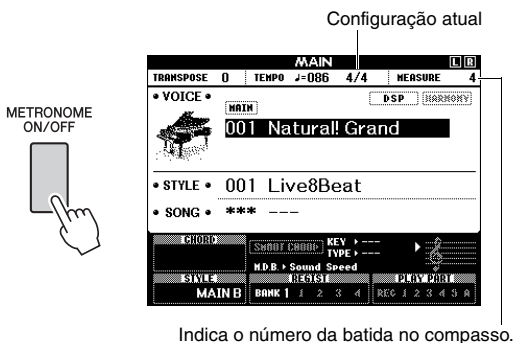 Configuração atual
MAIN L R
TRANSPOSE 0 TEMPO ♩=086 4/4 MEASURE 4
• VOICE • DSP HARMONY
MAIN
001 Natural! Grand
METRONOME
ON/OFF
• STYLE • 001 Live8Beat
• SONG • *** ---
CHORD SMART CHORD KEY ▸ ---
TYPE ▸ ---
M.D.B. ▸ Sound Speed
STYLE REGIST PLAY PART
MAIN B BANK 1 1 2 3 4 REC 1 2 3 4 5 A
Indica o número da batida no compasso.